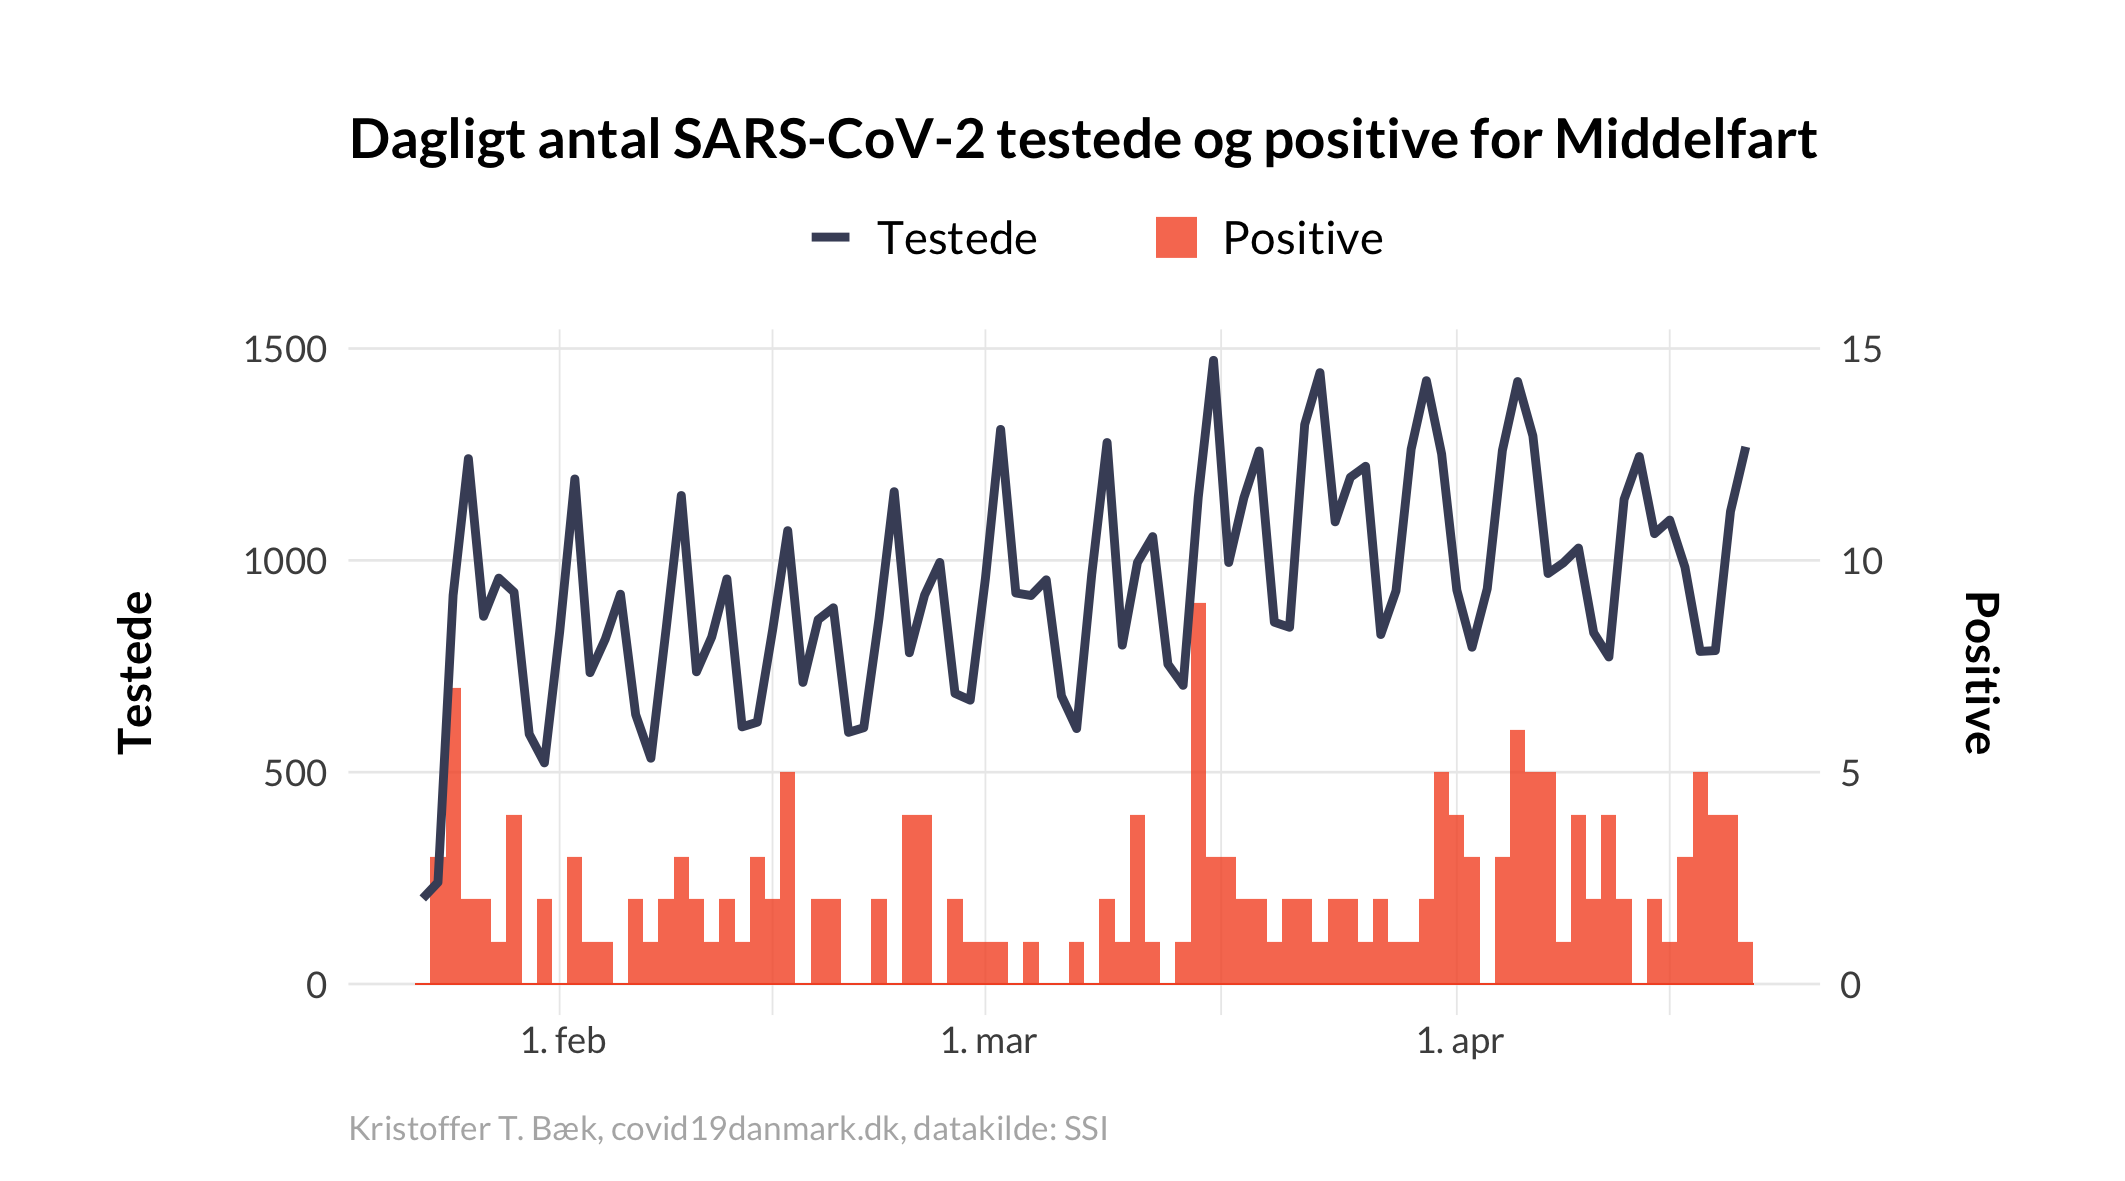 Dagligt antal SARS-CoV-2 testede og positive for Middelfart
Testede Positive
1500 15
1000 10
500 5
0 0
Testede
Positive
1. feb 1. mar 1. apr
Kristoffer T. Bæk, covid19danmark.dk, datakilde: SSI